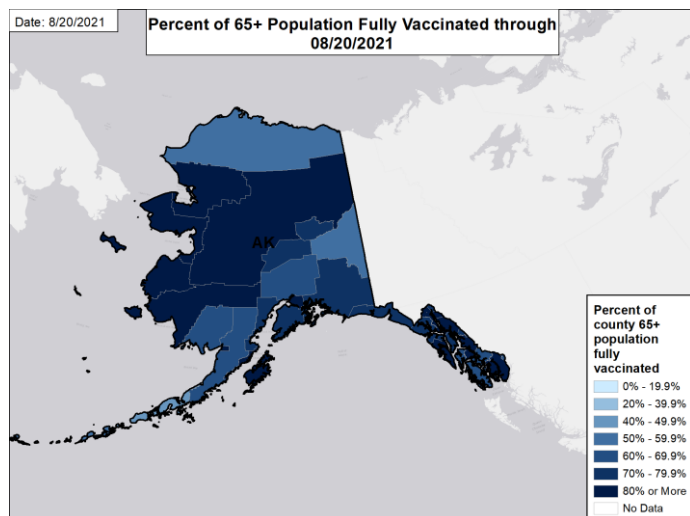 Date: 8/20/2021
Percent of 65+ Population Fully Vaccinated through
08/20/2021
AK
Percent of
county 65+
population
fully
vaccinated
0% - 19.9%
20% - 39.9%
40% - 49.9%
50% - 59.9%
60% - 69.9%
70% - 79.9%
80% or More
No Data